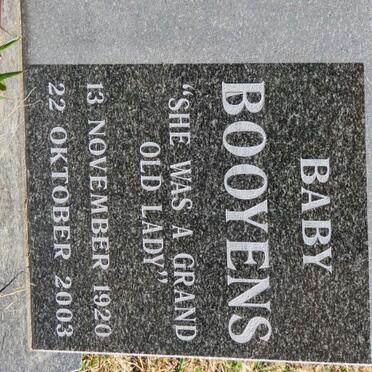 BABY
BOOYENS
“SHE WAS A GRAND
OLD LADY”
13 NOVEMBER 1920
22 OKTOBER 2003